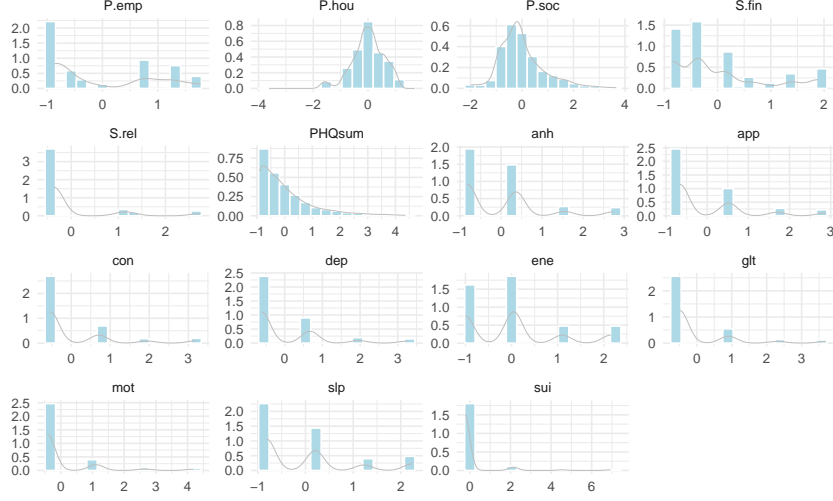 P.emp P.hou P.soc S.fin
2.0 1.5 1.0 0.5 0.0
0.8 0.6 0.4 0.2 0.0
0.6 0.4 0.2 0.0
1.5 1.0 0.5 0.0
−1 0 1 −4 −2 0 −2 0 2 4 −1 0 1 2
S.rel PHQsum anh app
3 2 1 0
0.75 0.50 0.25 0.00
2.0 1.5 1.0 0.5 0.0
2.5 2.0 1.5 1.0 0.5 0.0
0 1 2 −1 0 1 2 3 4 −1 0 1 2 3 −1 0 1 2 3
con dep ene glt
2 1 0
2.5 2.0 1.5 1.0 0.5 0.0
1.5 1.0 0.5 0.0
2 1 0
0 1 2 3 0 1 2 3 −1 0 1 2 0 1 2 3
mot slp sui
2.5 2.0 1.5 1.0 0.5 0.0
2.0 1.5 1.0 0.5 0.0
1.5 1.0 0.5 0.0
0 1 2 3 4 −1 0 1 2 0 2 4 6